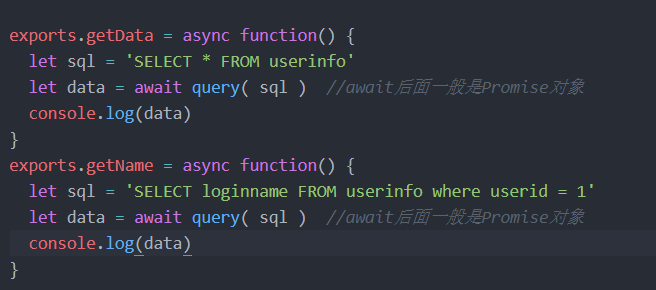 exports.getData = async function() {
  let sql = 'SELECT * FROM userinfo'
  let data = await query( sql )  //await后面一般是Promise对象
  console.log(data)
}
exports.getName = async function() {
  let sql = 'SELECT loginname FROM userinfo where userid = 1'
  let data = await query( sql )  //await后面一般是Promise对象
  console.log(data)
}